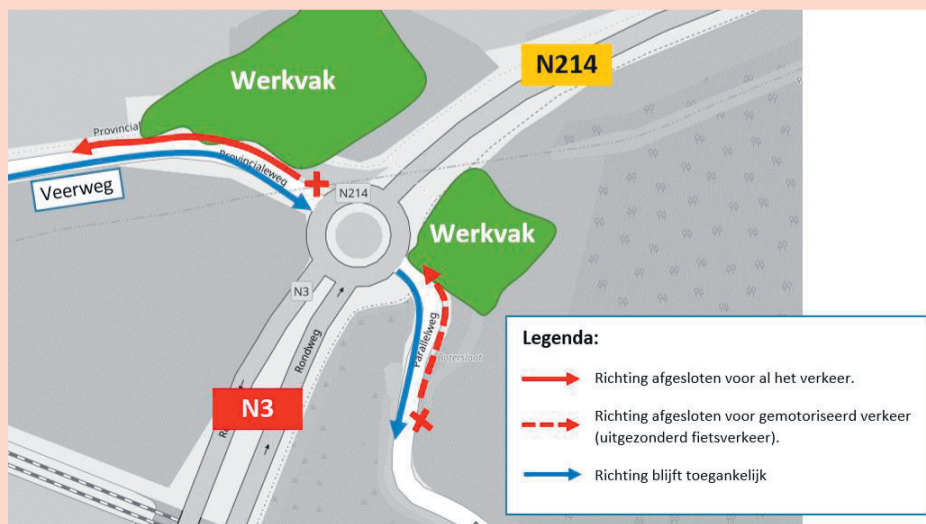 Werkvak
N214
Provincial
Provincialeweg
Veerweg
N214
Werkvak
N3
Rondweg
Parallelweg
Botersloot
N3
Legenda:
Richting afgesloten voor al het verkeer.
Richting afgesloten voor gemotoriseerd verkeer
(uitgezonderd fietsverkeer).
Richting blijft toegankelijk